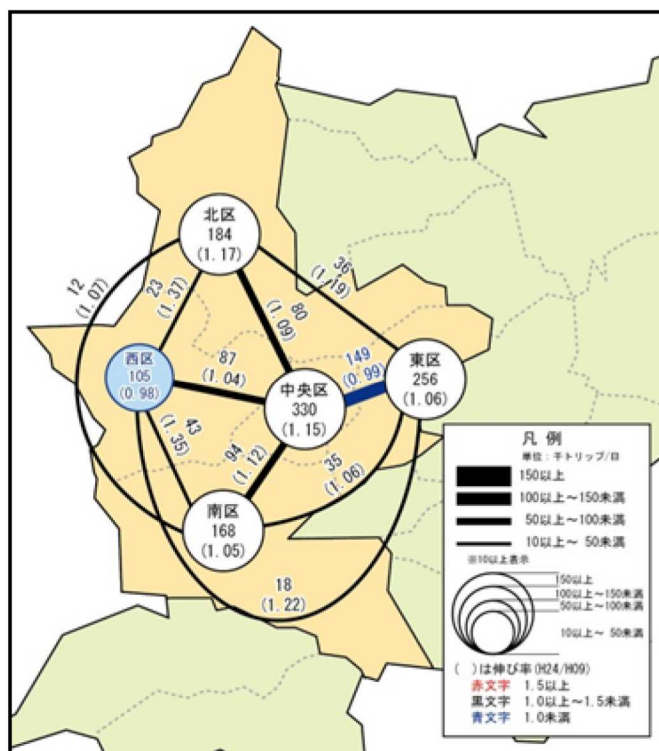 北区
184
(1.17)
12
(1.07)
23
(1.37)
80
(1.09)
36
(1.19)
西区
105
(0.98)
87
(1.04)
中央区
330
(1.15)
149
(0.99)
東区
256
(1.06)
43
(1.35)
94
(1.12)
35
(1.06)
南区
168
(1.05)
18
(1.22)
凡 例
単位：千トリップ/日
150以上
100以上～150未満
50以上～100未満
10以上～ 50未満
※10以上表示
150以上
100以上～150未満
50以上～100未満
10以上～ 50未満
( )は伸び率(H24/H09)
赤文字 1.5以上
黒文字 1.0以上～1.5未満
青文字 1.0未満